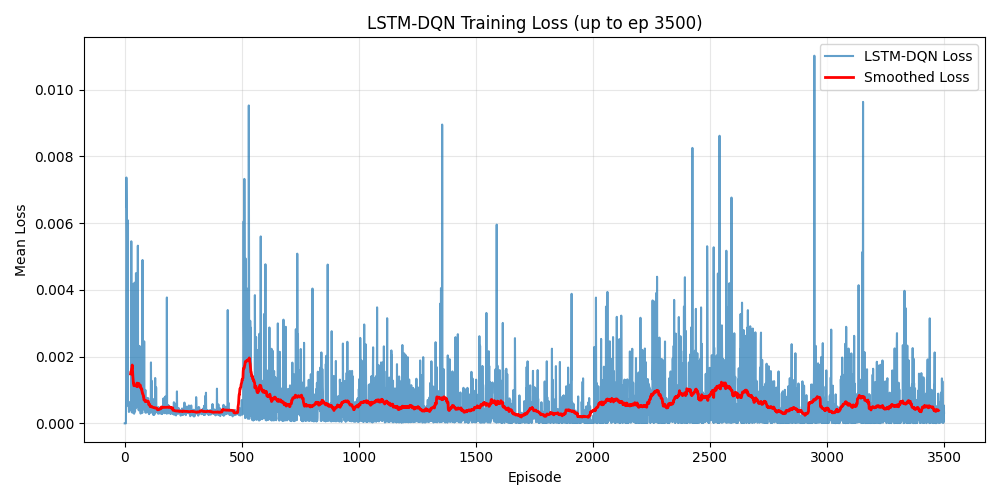 LSTM-DQN Training Loss (up to ep 3500)
LSTM-DQN Loss
Smoothed Loss
Mean Loss
0.010
0.008
0.006
0.004
0.002
0.000
0 500 1000 1500 2000 2500 3000 3500
Episode